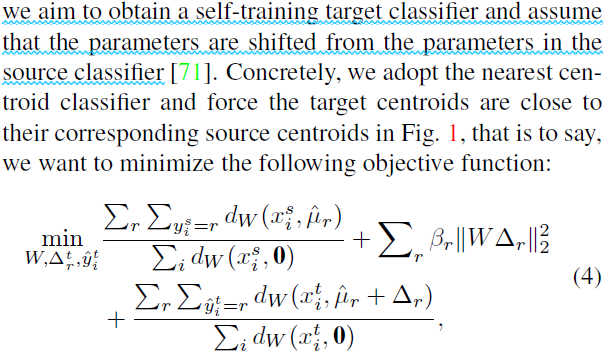 we aim to obtain a self-training target classifier and assume
that the parameters are shifted from the parameters in the
source classifier [71]. Concretely, we adopt the nearest cen-
troid classifier and force the target centroids are close to
their corresponding source centroids in Fig. 1, that is to say,
we want to minimize the following objective function:
\min_{W,\Delta_r^t,\hat{y}_i^t} \frac{\sum_r \sum_{y_i^s=r} d_W(x_i^s, \hat{\mu}_r)}{\sum_i d_W(x_i^s, \mathbf{0})} + \sum_r \beta_r \|W\Delta_r\|_2^2
+ \frac{\sum_r \sum_{\hat{y}_i^t=r} d_W(x_i^t, \hat{\mu}_r + \Delta_r)}{\sum_i d_W(x_i^t, \mathbf{0})}, (4)